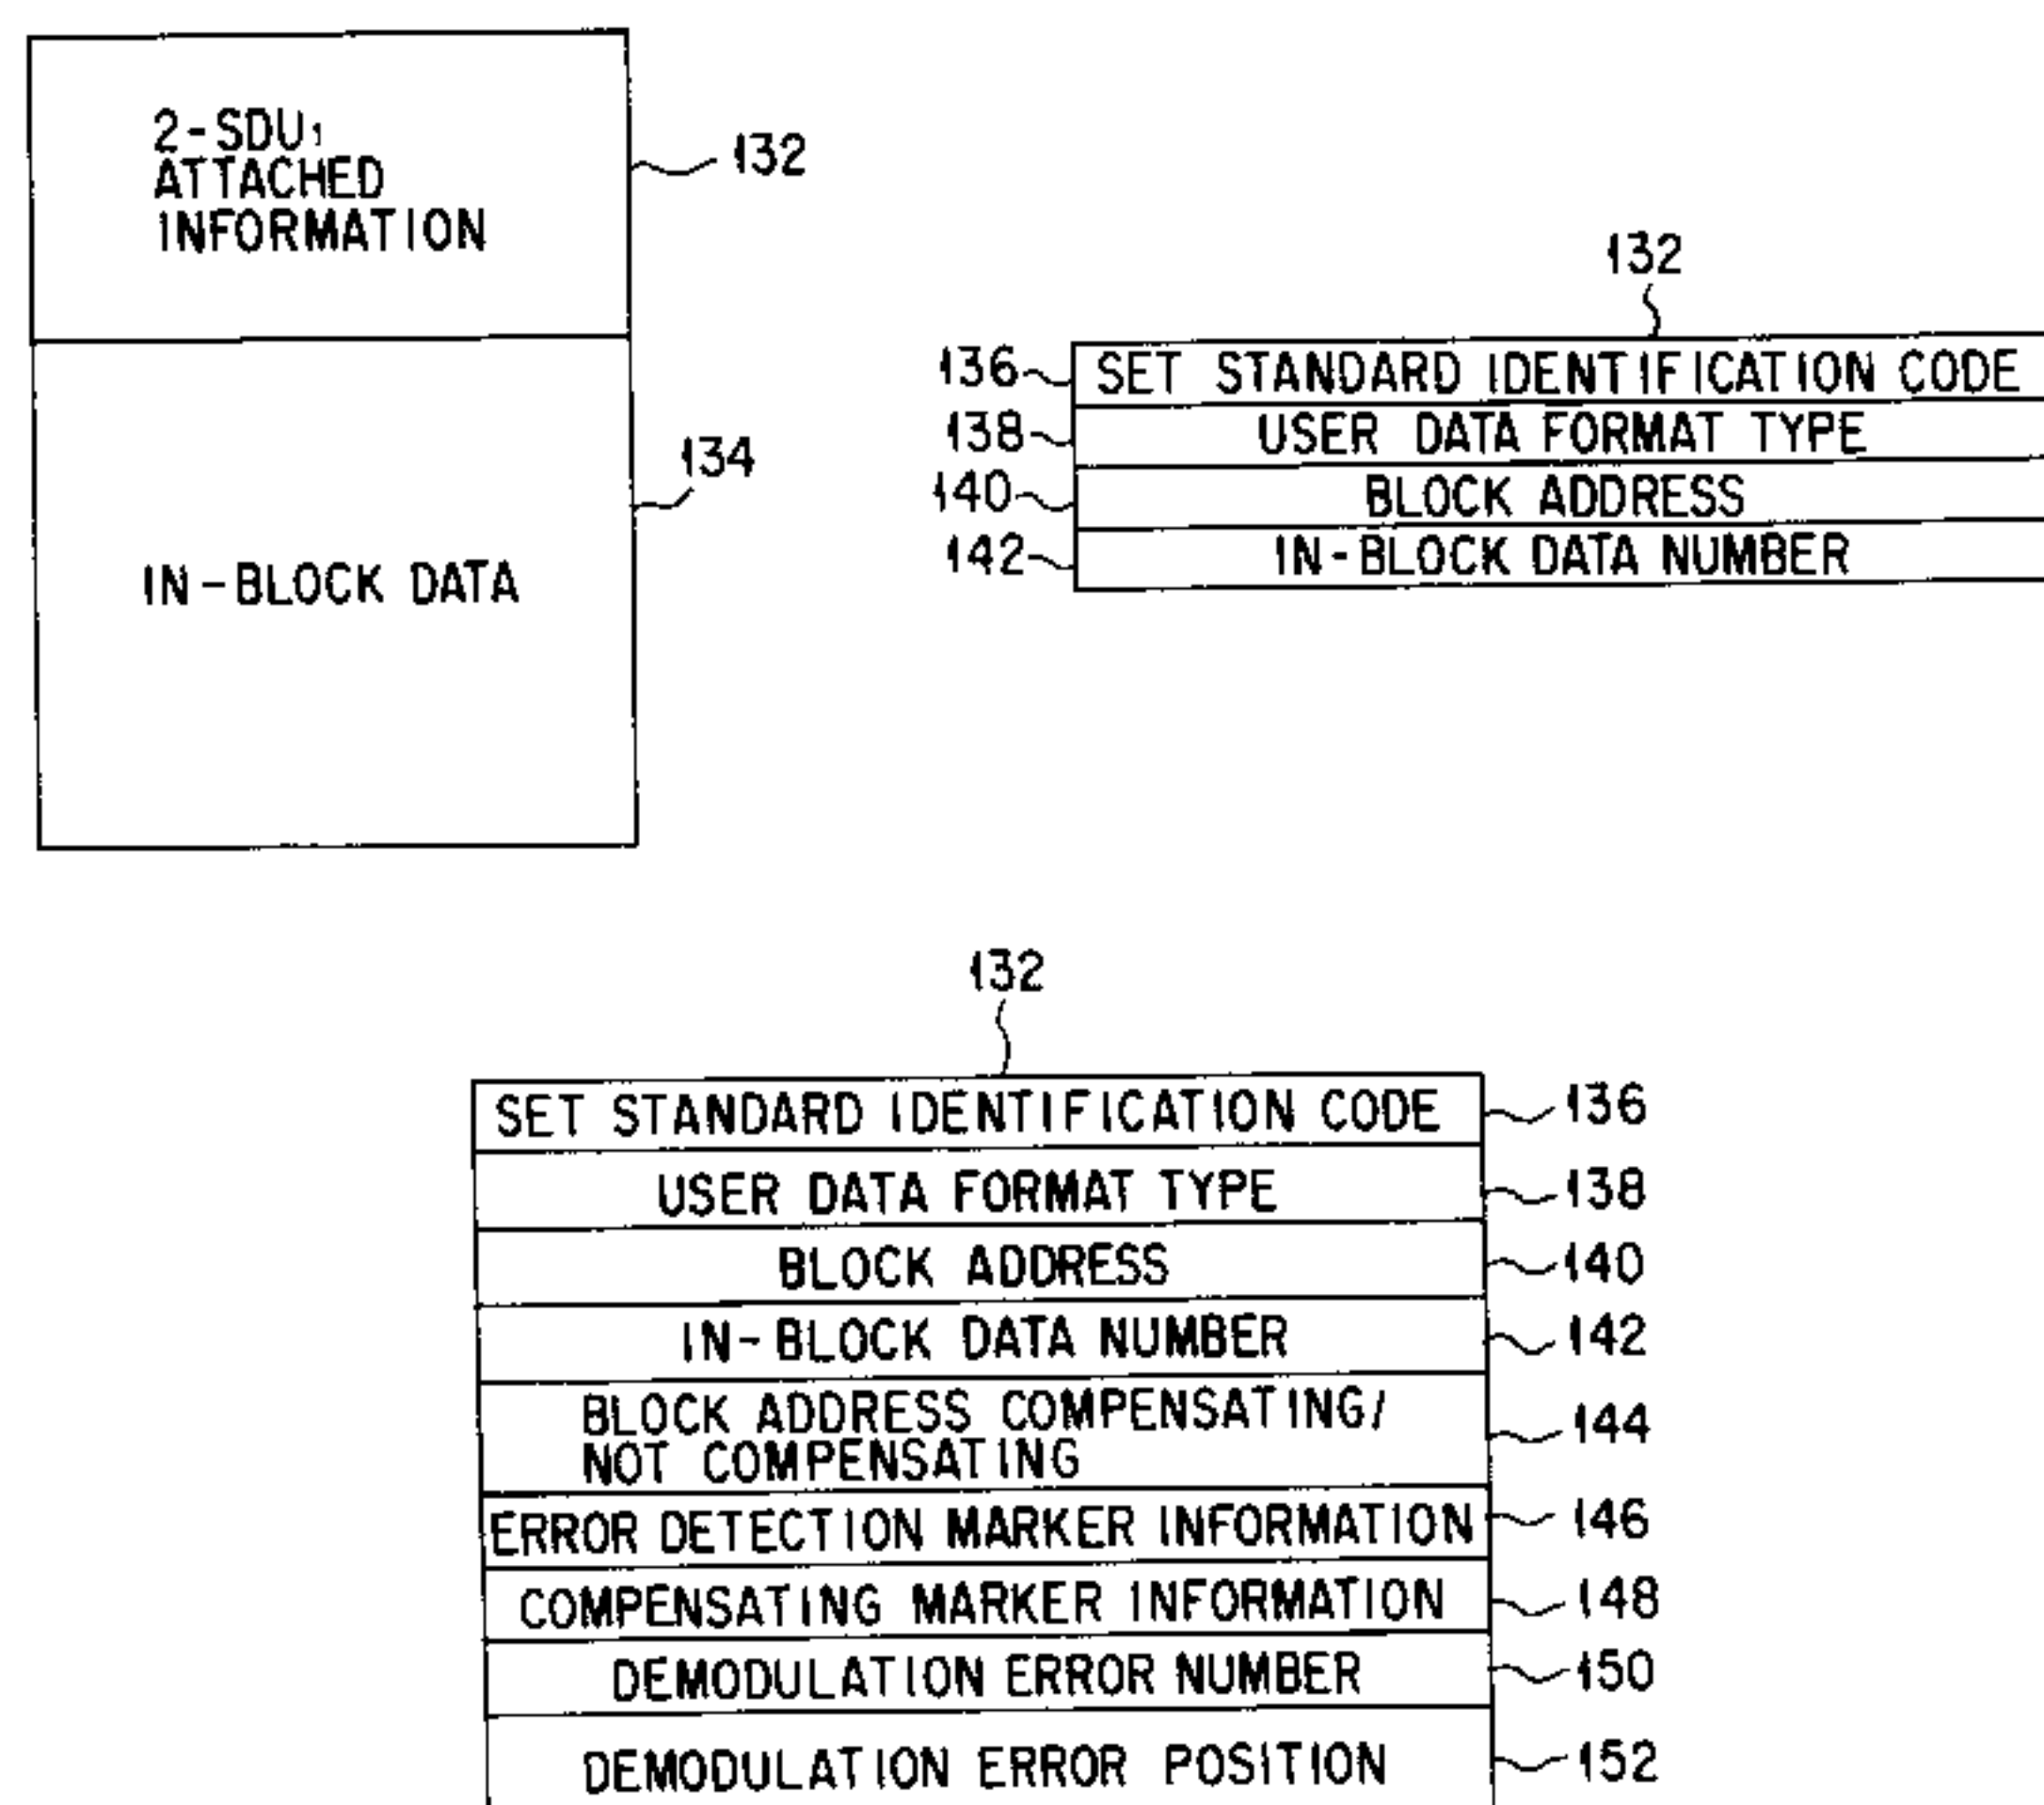 2-SDU1
ATTACHED
INFORMATION
132
134
IN-BLOCK DATA
132
136
SET STANDARD IDENTIFICATION CODE
138
USER DATA FORMAT TYPE
140
BLOCK ADDRESS
142
IN-BLOCK DATA NUMBER
132
SET STANDARD IDENTIFICATION CODE
136
USER DATA FORMAT TYPE
138
BLOCK ADDRESS
140
IN-BLOCK DATA NUMBER
142
BLOCK ADDRESS COMPENSATING/
NOT COMPENSATING
144
ERROR DETECTION MARKER INFORMATION
146
COMPENSATING MARKER INFORMATION
148
DEMODULATION ERROR NUMBER
150
DEMODULATION ERROR POSITION
152